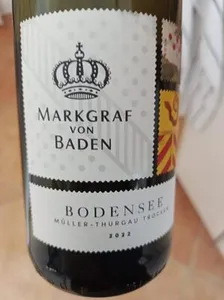 MARKGRAF
VON
BADEN
BODENSEE
MÜLLER-THURGAU TROCKEN
2022